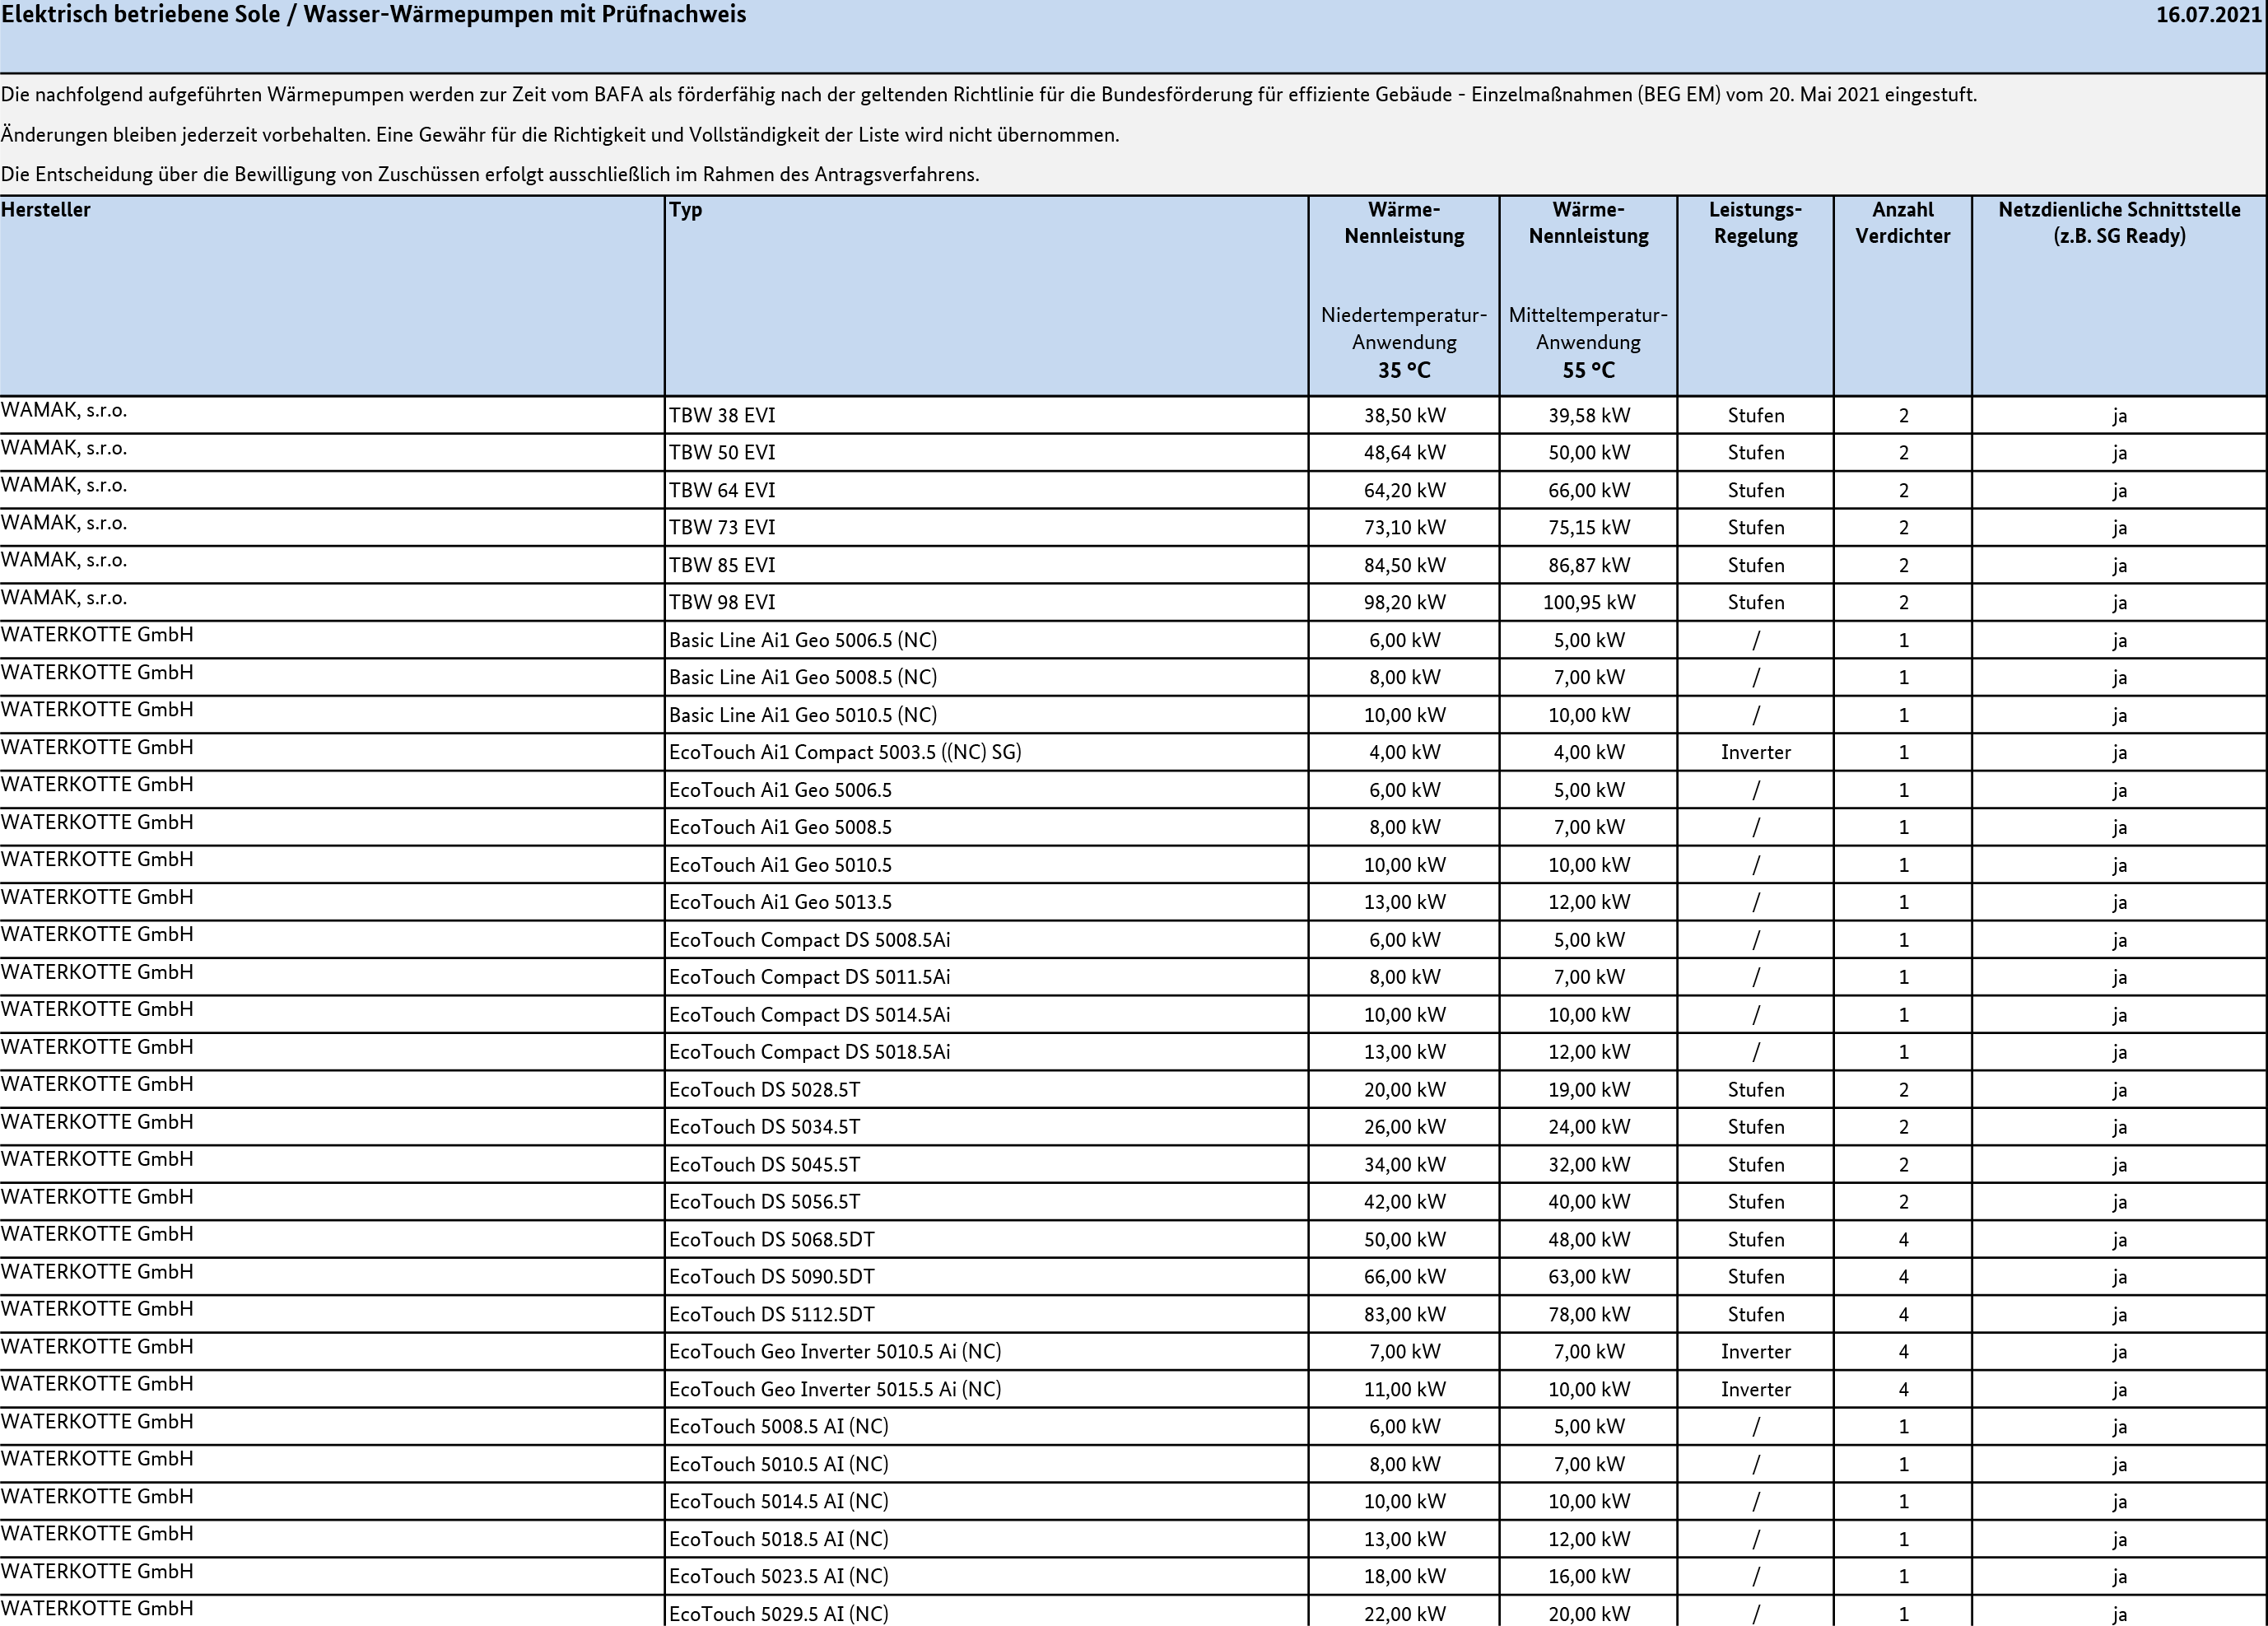 Elektrisch betriebene Sole / Wasser-Wärmepumpen mit Prüfnachweis 16.07.2021
Die nachfolgend aufgeführten Wärmepumpen werden zur Zeit vom BAFA als förderfähig nach der geltenden Richtlinie für die Bundesförderung für effiziente Gebäude - Einzelmaßnahmen (BEG EM) vom 20. Mai 2021 eingestuft.
Änderungen bleiben jederzeit vorbehalten. Eine Gewähr für die Richtigkeit und Vollständigkeit der Liste wird nicht übernommen.
Die Entscheidung über die Bewilligung von Zuschüssen erfolgt ausschließlich im Rahmen des Antragsverfahrens.
Hersteller Typ Wärme- Wärme- Leistungs- Anzahl Netzdienliche Schnittstelle
Nennleistung Nennleistung Regelung Verdichter (z.B. SG Ready)
Niedertemperatur- Mitteltemperatur-
Anwendung Anwendung
35 °C 55 °C
WAMAK, s.r.o. TBW 38 EVI 38,50 kW 39,58 kW Stufen 2 ja
WAMAK, s.r.o. TBW 50 EVI 48,64 kW 50,00 kW Stufen 2 ja
WAMAK, s.r.o. TBW 64 EVI 64,20 kW 66,00 kW Stufen 2 ja
WAMAK, s.r.o. TBW 73 EVI 73,10 kW 75,15 kW Stufen 2 ja
WAMAK, s.r.o. TBW 85 EVI 84,50 kW 86,87 kW Stufen 2 ja
WAMAK, s.r.o. TBW 98 EVI 98,20 kW 100,95 kW Stufen 2 ja
WATERKOTTE GmbH Basic Line Ai1 Geo 5006.5 (NC) 6,00 kW 5,00 kW / 1 ja
WATERKOTTE GmbH Basic Line Ai1 Geo 5008.5 (NC) 8,00 kW 7,00 kW / 1 ja
WATERKOTTE GmbH Basic Line Ai1 Geo 5010.5 (NC) 10,00 kW 10,00 kW / 1 ja
WATERKOTTE GmbH EcoTouch Ai1 Compact 5003.5 ((NC) SG) 4,00 kW 4,00 kW Inverter 1 ja
WATERKOTTE GmbH EcoTouch Ai1 Geo 5006.5 6,00 kW 5,00 kW / 1 ja
WATERKOTTE GmbH EcoTouch Ai1 Geo 5008.5 8,00 kW 7,00 kW / 1 ja
WATERKOTTE GmbH EcoTouch Ai1 Geo 5010.5 10,00 kW 10,00 kW / 1 ja
WATERKOTTE GmbH EcoTouch Ai1 Geo 5013.5 13,00 kW 12,00 kW / 1 ja
WATERKOTTE GmbH EcoTouch Compact DS 5008.5Ai 6,00 kW 5,00 kW / 1 ja
WATERKOTTE GmbH EcoTouch Compact DS 5011.5Ai 8,00 kW 7,00 kW / 1 ja
WATERKOTTE GmbH EcoTouch Compact DS 5014.5Ai 10,00 kW 10,00 kW / 1 ja
WATERKOTTE GmbH EcoTouch Compact DS 5018.5Ai 13,00 kW 12,00 kW / 1 ja
WATERKOTTE GmbH EcoTouch DS 5028.5T 20,00 kW 19,00 kW Stufen 2 ja
WATERKOTTE GmbH EcoTouch DS 5034.5T 26,00 kW 24,00 kW Stufen 2 ja
WATERKOTTE GmbH EcoTouch DS 5045.5T 34,00 kW 32,00 kW Stufen 2 ja
WATERKOTTE GmbH EcoTouch DS 5056.5T 42,00 kW 40,00 kW Stufen 2 ja
WATERKOTTE GmbH EcoTouch DS 5068.5DT 50,00 kW 48,00 kW Stufen 4 ja
WATERKOTTE GmbH EcoTouch DS 5090.5DT 66,00 kW 63,00 kW Stufen 4 ja
WATERKOTTE GmbH EcoTouch DS 5112.5DT 83,00 kW 78,00 kW Stufen 4 ja
WATERKOTTE GmbH EcoTouch Geo Inverter 5010.5 Ai (NC) 7,00 kW 7,00 kW Inverter 4 ja
WATERKOTTE GmbH EcoTouch Geo Inverter 5015.5 Ai (NC) 11,00 kW 10,00 kW Inverter 4 ja
WATERKOTTE GmbH EcoTouch 5008.5 AI (NC) 6,00 kW 5,00 kW / 1 ja
WATERKOTTE GmbH EcoTouch 5010.5 AI (NC) 8,00 kW 7,00 kW / 1 ja
WATERKOTTE GmbH EcoTouch 5014.5 AI (NC) 10,00 kW 10,00 kW / 1 ja
WATERKOTTE GmbH EcoTouch 5018.5 AI (NC) 13,00 kW 12,00 kW / 1 ja
WATERKOTTE GmbH EcoTouch 5023.5 AI (NC) 18,00 kW 16,00 kW / 1 ja
WATERKOTTE GmbH EcoTouch 5029.5 AI (NC) 22,00 kW 20,00 kW / 1 ja